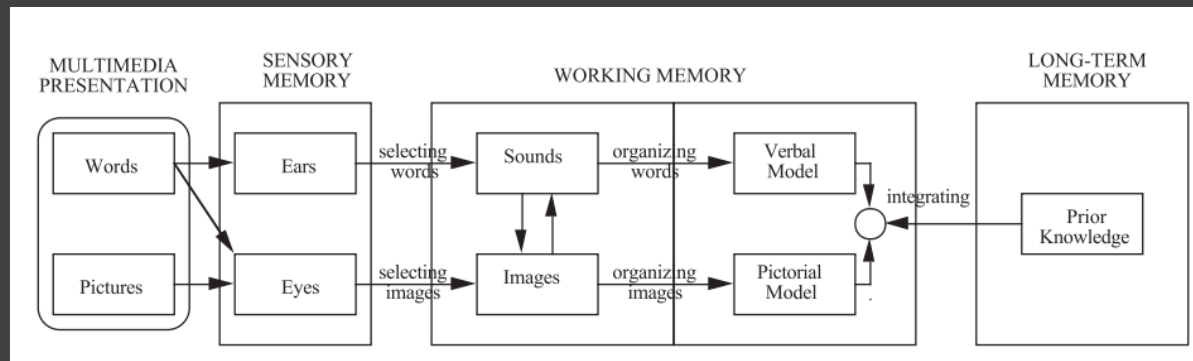 MULTIMEDIA
PRESENTATION
SENSORY
MEMORY
WORKING MEMORY
LONG-TERM
MEMORY
Words
Ears
selecting
words
Sounds
organizing
words
Verbal
Model
integrating
Prior
Knowledge
Pictures
Eyes
selecting
images
Images
organizing
images
Pictorial
Model